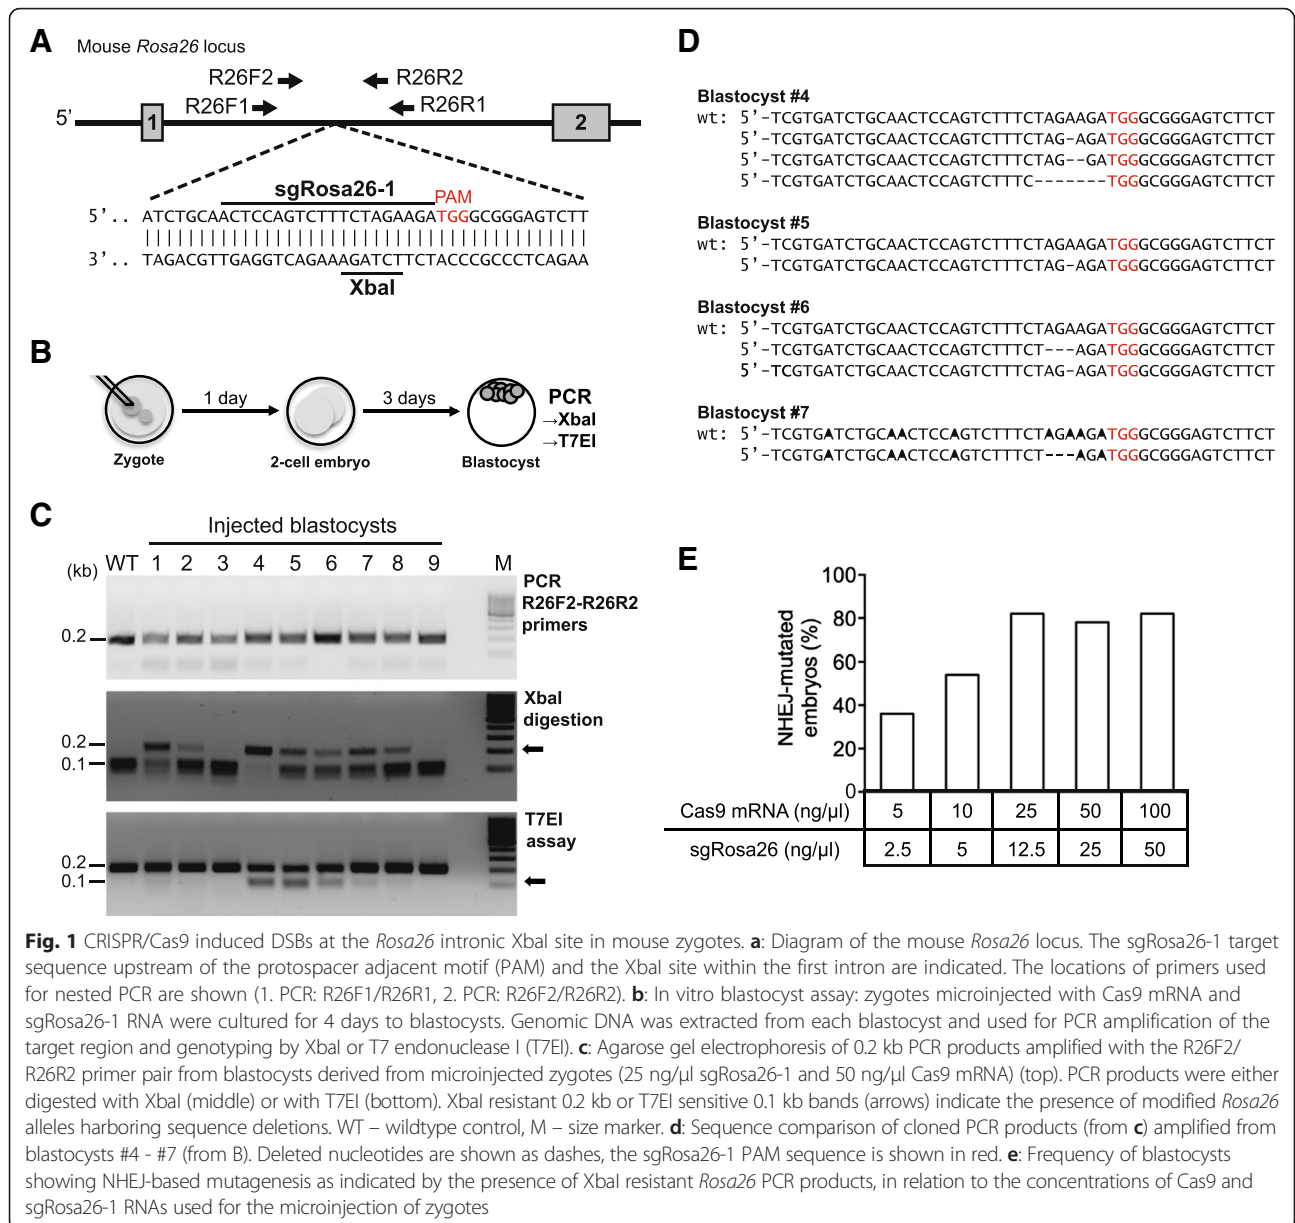 A
Mouse Rosa26 locus
R26F2
R26R2
R26F1
R26R1
5'
1
2
sgRosa26-1
PAM
5'.. ATCTGCAACTCCAGTCTTTCTAGAAGATGGGCGGGAGTCTT
3'.. TAGACGTTGAGGTCAGAAAGATCTTCTACCCGCCCTCAGAA
XbaI
B
1 day
3 days
PCR
→XbaI
→T7EI
Zygote
2-cell embryo
Blastocyst
C
Injected blastocysts
WT 1 2 3 4 5 6 7 8 9 M
(kb)
PCR
R26F2-R26R2
primers
0.2
XbaI
digestion
0.2
0.1
T7EI
assay
0.2
0.1
D
Blastocyst #4
wt: 5'-TCGTGATCTGCAACTCCAGTCTTTCTAGAAGATGGGCGGGAGTCTTCT
5'-TCGTGATCTGCAACTCCAGTCTTTCTAG-AGATGGGCGGGAGTCTTCT
5'-TCGTGATCTGCAACTCCAGTCTTTCTAG--GATGGGCGGGAGTCTTCT
5'-TCGTGATCTGCAACTCCAGTCTTTC-------TGGGCGGGAGTCTTCT
Blastocyst #5
wt: 5'-TCGTGATCTGCAACTCCAGTCTTTCTAGAAGATGGGCGGGAGTCTTCT
5'-TCGTGATCTGCAACTCCAGTCTTTCTAG-AGATGGGCGGGAGTCTTCT
Blastocyst #6
wt: 5'-TCGTGATCTGCAACTCCAGTCTTTCTAGAAGATGGGCGGGAGTCTTCT
5'-TCGTGATCTGCAACTCCAGTCTTTCT---AGATGGGCGGGAGTCTTCT
5'-TCGTGATCTGCAACTCCAGTCTTTCTAG-AGATGGGCGGGAGTCTTCT
Blastocyst #7
wt: 5'-TCGTGATCTGCAACTCCAGTCTTTCTAGAAGATGGGCGGGAGTCTTCT
5'-TCGTGATCTGCAACTCCAGTCTTTCT---AGATGGGCGGGAGTCTTCT
E
NHEJ-mutated
embryos (%)
100
80
60
40
20
0
Cas9 mRNA (ng/µl) 5 10 25 50 100
sgRosa26 (ng/µl) 2.5 5 12.5 25 50
Fig. 1 CRISPR/Cas9 induced DSBs at the Rosa26 intronic XbaI site in mouse zygotes. a: Diagram of the mouse Rosa26 locus. The sgRosa26-1 target
sequence upstream of the protospacer adjacent motif (PAM) and the XbaI site within the first intron are indicated. The locations of primers used
for nested PCR are shown (1. PCR: R26F1/R26R1, 2. PCR: R26F2/R26R2). b: In vitro blastocyst assay: zygotes microinjected with Cas9 mRNA and
sgRosa26-1 RNA were cultured for 4 days to blastocysts. Genomic DNA was extracted from each blastocyst and used for PCR amplification of the
target region and genotyping by XbaI or T7 endonuclease I (T7EI). c: Agarose gel electrophoresis of 0.2 kb PCR products amplified with the R26F2/
R26R2 primer pair from blastocysts derived from microinjected zygotes (25 ng/µl sgRosa26-1 and 50 ng/µl Cas9 mRNA) (top). PCR products were either
digested with XbaI (middle) or with T7EI (bottom). XbaI resistant 0.2 kb or T7EI sensitive 0.1 kb bands (arrows) indicate the presence of modified Rosa26
alleles harboring sequence deletions. WT – wildtype control, M – size marker. d: Sequence comparison of cloned PCR products (from c) amplified from
blastocysts #4 - #7 (from B). Deleted nucleotides are shown as dashes, the sgRosa26-1 PAM sequence is shown in red. e: Frequency of blastocysts
showing NHEJ-based mutagenesis as indicated by the presence of XbaI resistant Rosa26 PCR products, in relation to the concentrations of Cas9 and
sgRosa26-1 RNAs used for the microinjection of zygotes